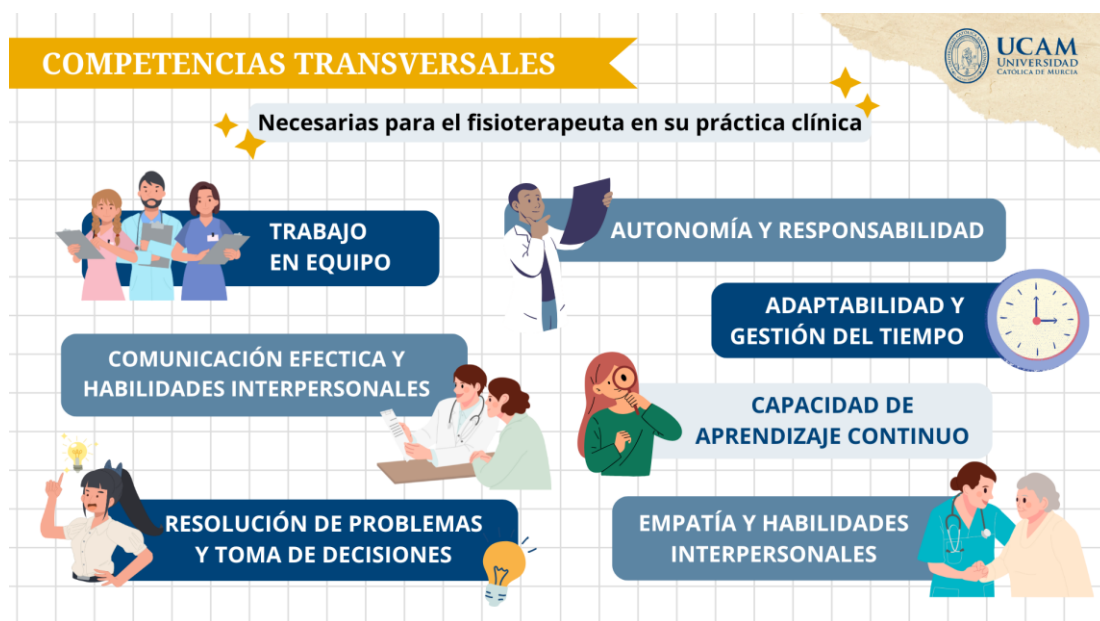 COMPETENCIAS TRANSVERSALES
UCAM
UNIVERSIDAD
CATÓLICA DE MURCIA
Necesarias para el fisioterapeuta en su práctica clínica
TRABAJO
EN EQUIPO
AUTONOMÍA Y RESPONSABILIDAD
ADAPTABILIDAD Y
GESTIÓN DEL TIEMPO
COMUNICACIÓN EFECTICA Y
HABILIDADES INTERPERSONALES
CAPACIDAD DE
APRENDIZAJE CONTINUO
RESOLUCIÓN DE PROBLEMAS
Y TOMA DE DECISIONES
EMPATÍA Y HABILIDADES
INTERPERSONALES